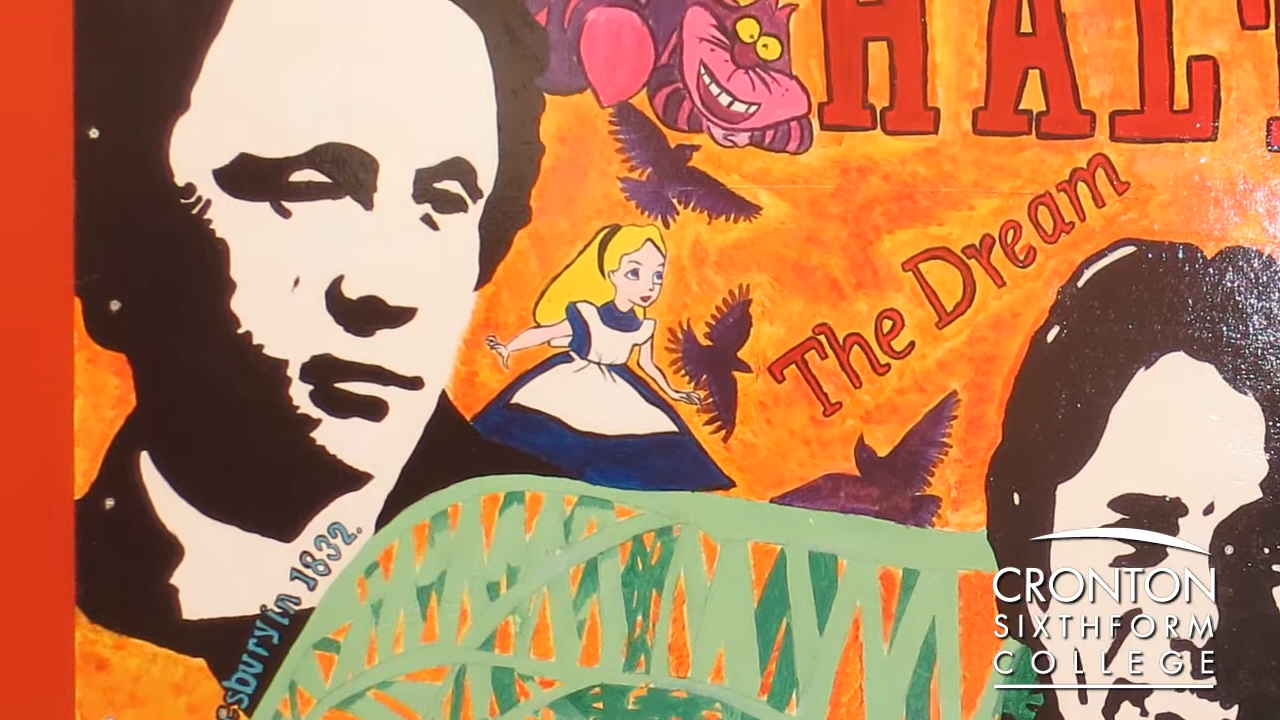 HAL
The Dream
esbury in 1832.
CRONTON
SIXTHFORM
COLLEGE